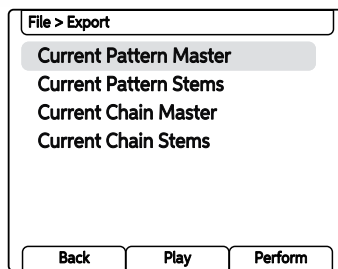 File > Export
Current Pattern Master
Current Pattern Stems
Current Chain Master
Current Chain Stems
Back Play Perform